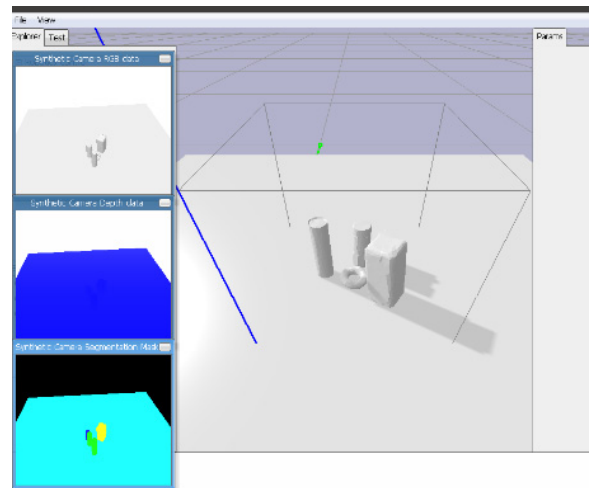 File View
Explorer Test
Params
Synthetic Camera RGB data
Synthetic Camera Depth data
Synthetic Camera Segmentation Mask